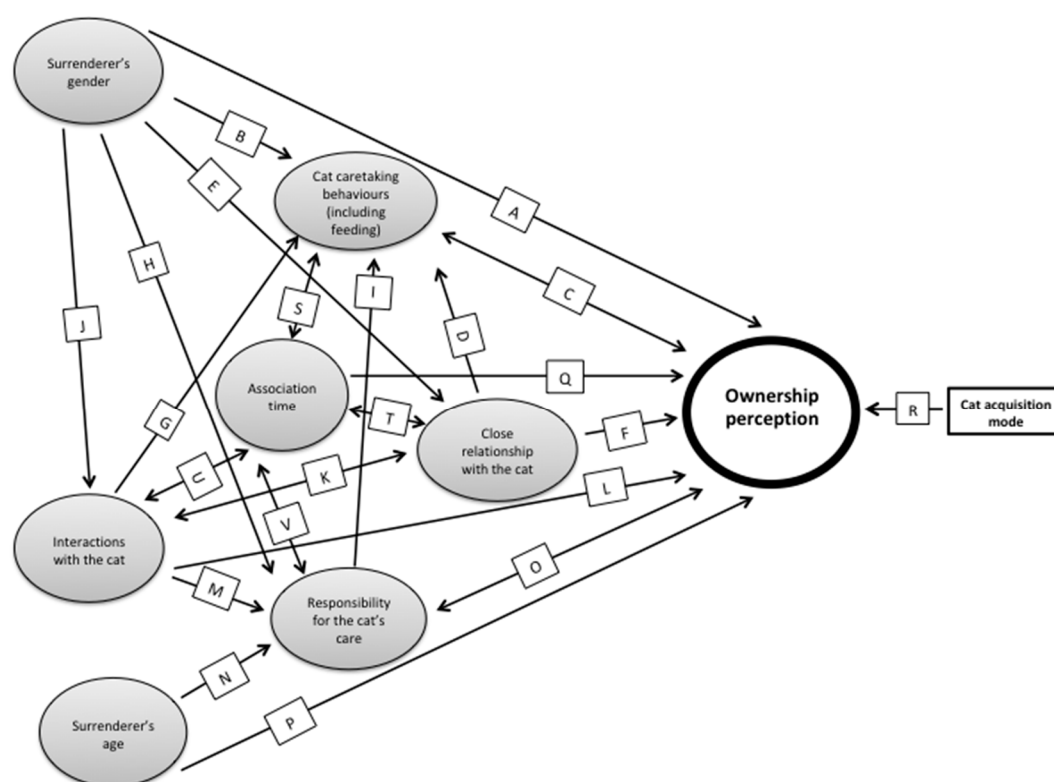 Surrenderer's
gender
B
E
Cat caretaking
behaviours
(including
feeding)
A
H
C
I
S
J
D
Association
time
Q
Ownership
perception
R
Cat acquisition
mode
T
G
F
Close
relationship
with the cat
U
K
L
V
Interactions
with the cat
M
O
Responsibility
for the cat's
care
N
P
Surrenderer's
age